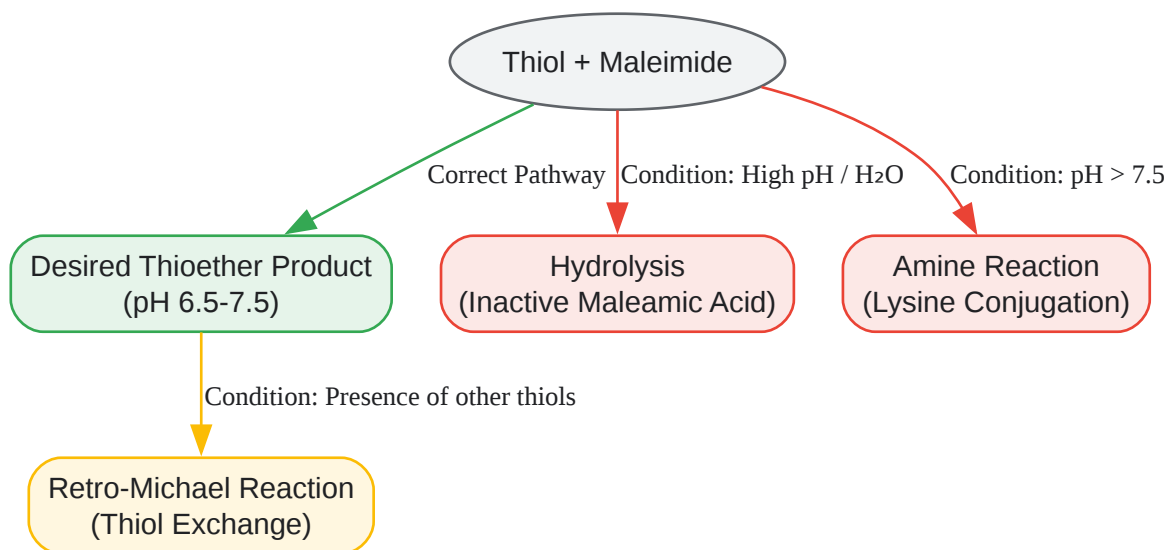 Thiol + Maleimide
Correct Pathway
Condition: High pH / H₂O
Condition: pH > 7.5
Desired Thioether Product
(pH 6.5-7.5)
Hydrolysis
(Inactive Maleamic Acid)
Amine Reaction
(Lysine Conjugation)
Condition: Presence of other thiols
Retro-Michael Reaction
(Thiol Exchange)